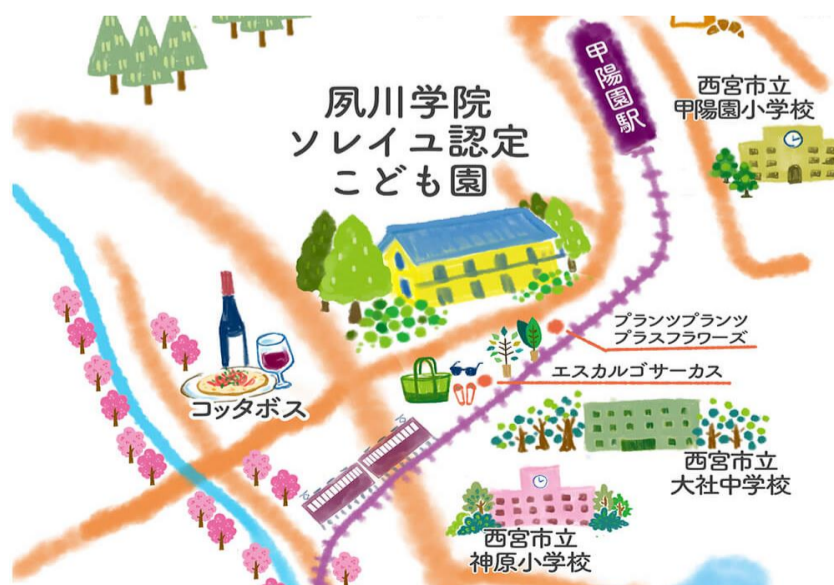 甲陽園駅
西宮市立
甲陽園小学校
夙川学院
ソレイユ認定
こども園
プランツプランツ
プラスフラワーズ
エスカルゴサーカス
コッタボス
西宮市立
大社中学校
西宮市立
神原小学校